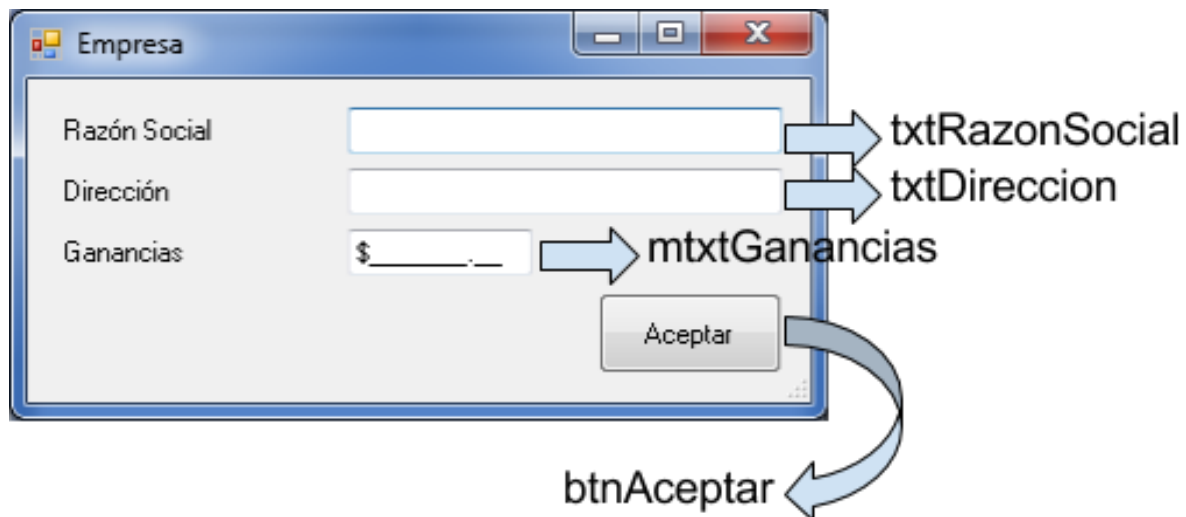 Empresa
Razón Social
txtRazonSocial
Dirección
txtDireccion
Ganancias
$_______.__
mtxtGanancias
Aceptar
btnAceptar